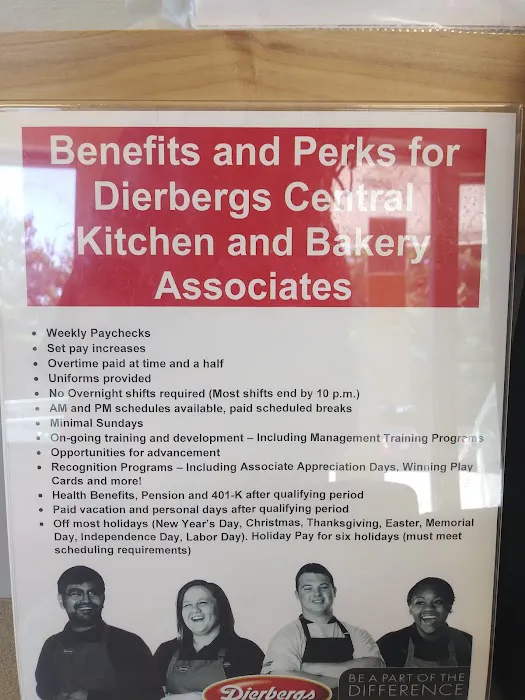 Benefits and Perks for
Dierbergs Central
Kitchen and Bakery
Associates
• Weekly Paychecks
• Set pay increases
• Overtime paid at time and a half
• Uniforms provided
• No Overnight shifts required (Most shifts end by 10 p.m.)
• AM and PM schedules available, paid scheduled breaks
• Minimal Sundays
• On-going training and development – Including Management Training Programs
• Opportunities for advancement
• Recognition Programs – Including Associate Appreciation Days, Winning Play
Cards and more!
• Health Benefits, Pension and 401-K after qualifying period
• Paid vacation and personal days after qualifying period
• Off most holidays (New Year's Day, Christmas, Thanksgiving, Easter, Memorial
Day, Independence Day, Labor Day). Holiday Pay for six holidays (must meet
scheduling requirements)
Dierbergs
BE A PART OF THE
DIFFERENCE